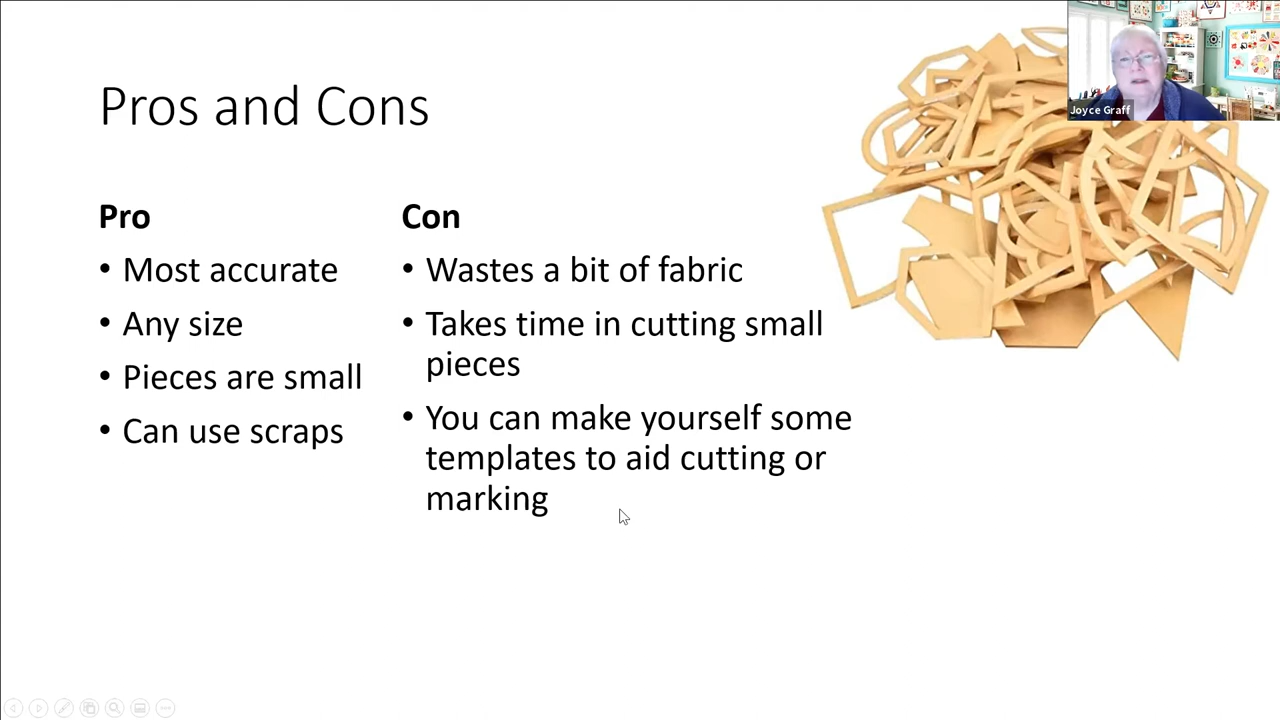 Pros and Cons
Joyce Graff
Pro
• Most accurate
• Any size
• Pieces are small
• Can use scraps
Con
• Wastes a bit of fabric
• Takes time in cutting small
pieces
• You can make yourself some
templates to aid cutting or
marking